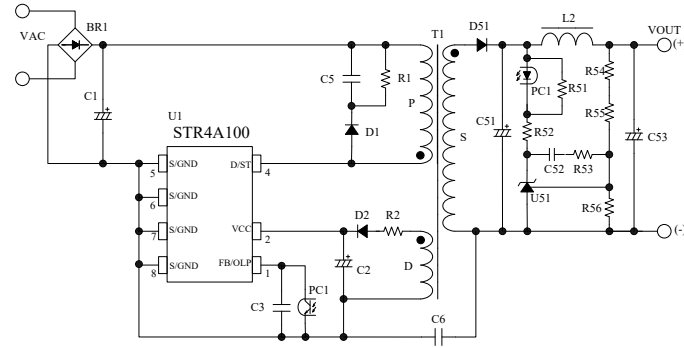 VAC
BR1
C1
U1
STR4A100
S/GND
5
S/GND
6
S/GND
7
S/GND
8
D/ST
4
VCC
2
FB/OLP
1
C5
R1
D1
P
T1
S
D
D2
R2
C2
C3
PC1
C6
D51
C51
PC1
R51
R52
U51
C52
R53
L2
R54
R55
R56
C53
VOUT
(+)
(-)